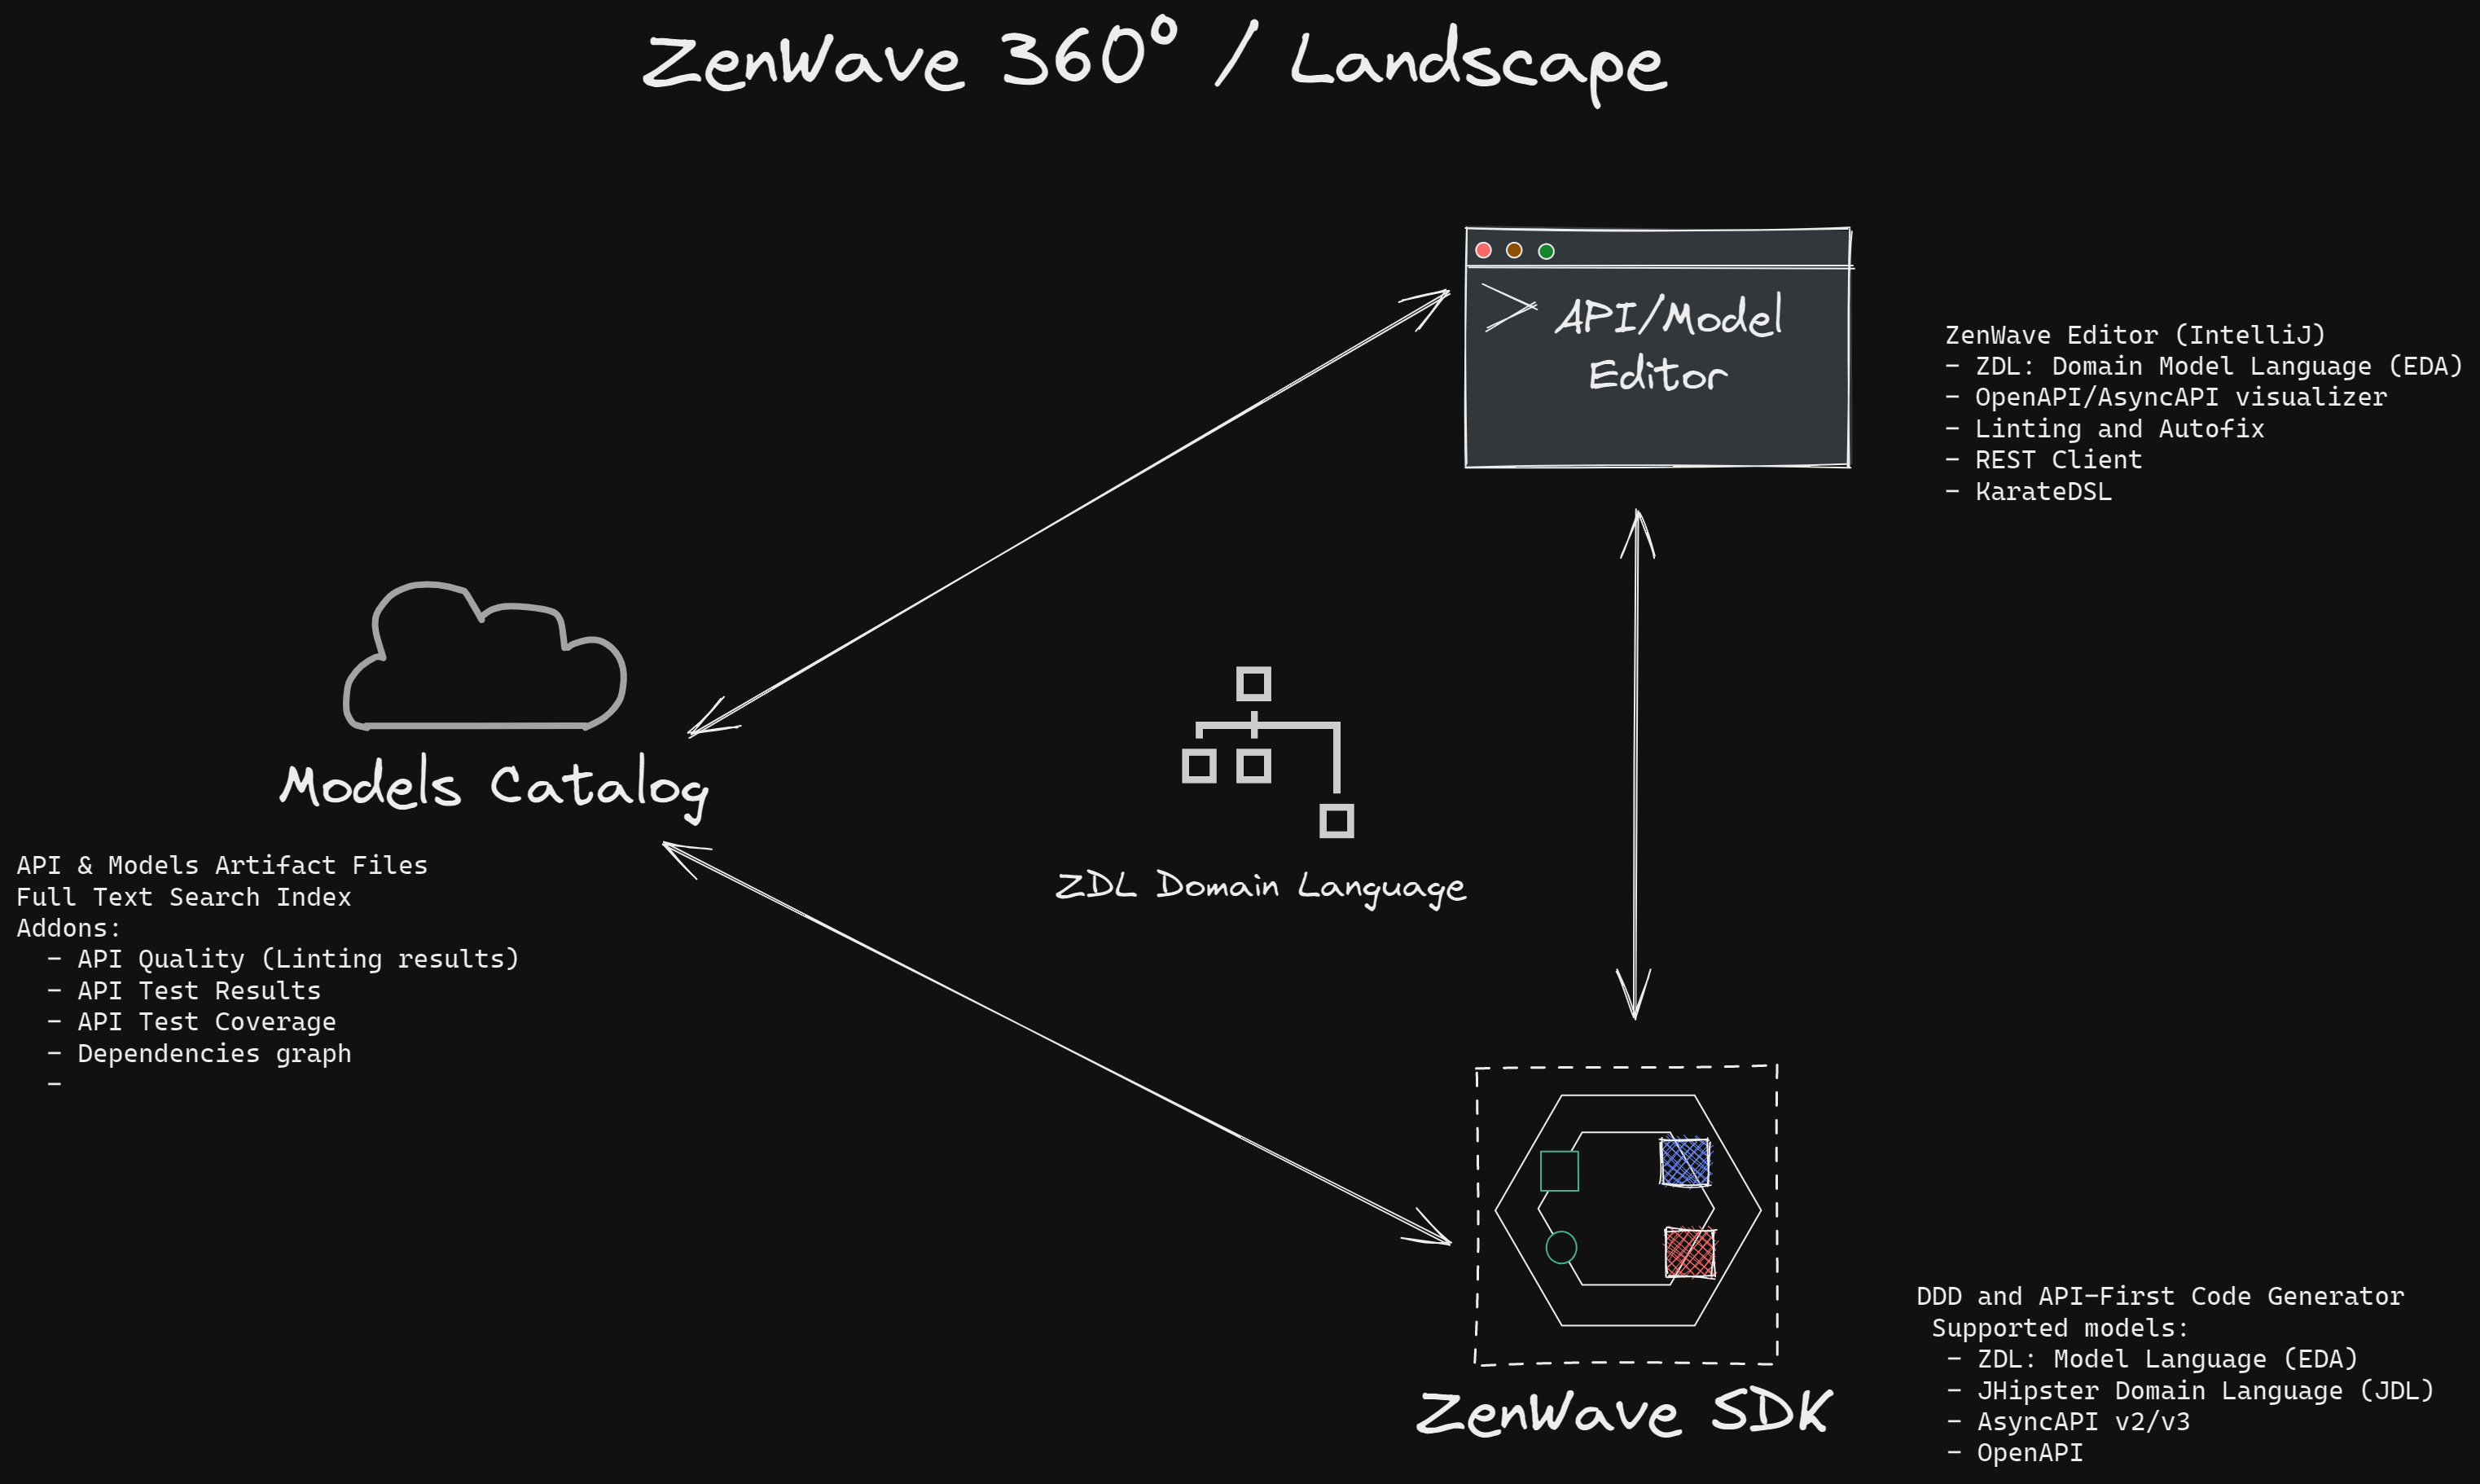 ZenWave 360º / Landscape
> API/Model
Editor
ZenWave Editor (IntelliJ)
- ZDL: Domain Model Language (EDA)
- OpenAPI/AsyncAPI visualizer
- Linting and Autofix
- REST Client
- KarateDSL
Models Catalog
API & Models Artifact Files
Full Text Search Index
Addons:
- API Quality (Linting results)
- API Test Results
- API Test Coverage
- Dependencies graph
-
ZDL Domain Language
ZenWave SDK
DDD and API-First Code Generator
Supported models:
- ZDL: Model Language (EDA)
- JHipster Domain Language (JDL)
- AsyncAPI v2/v3
- OpenAPI